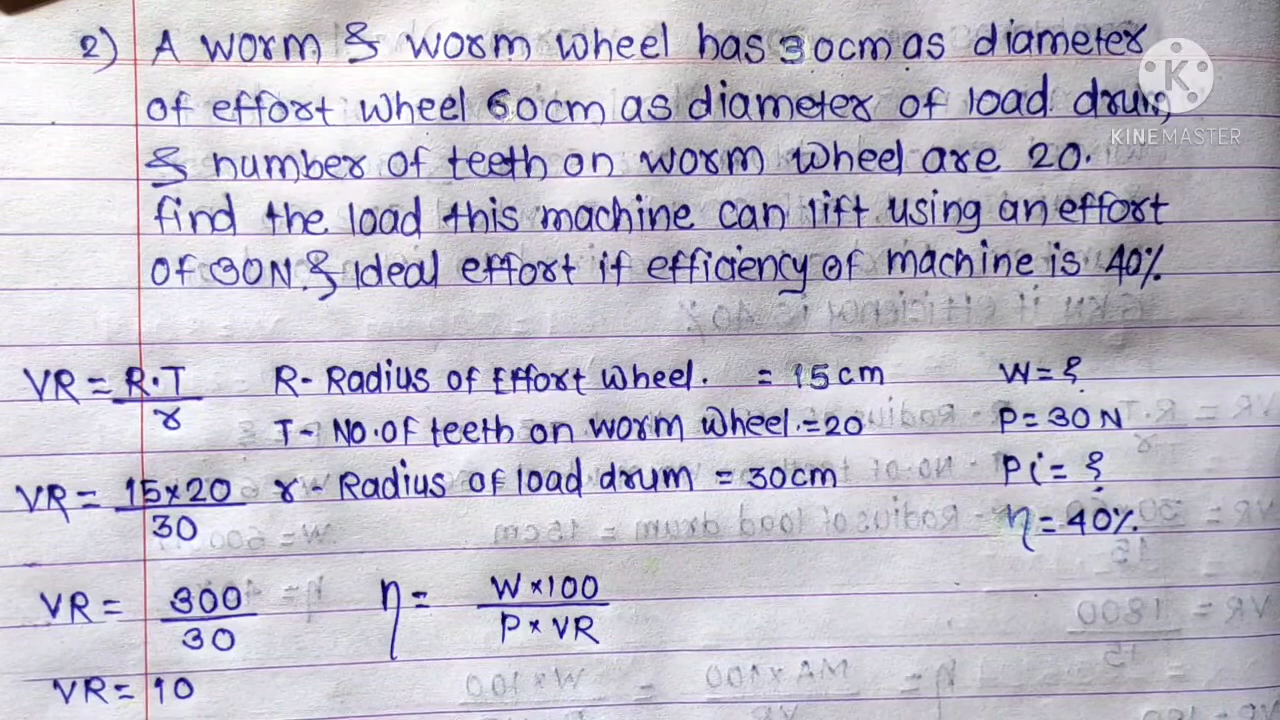 2) A worm & worm wheel has 30cm as diameter
of effort wheel 60cm as diameter of load drum
& number of teeth on worm wheel are 20.
find the load this machine can lift using an effort
of 30N. & Ideal effort if efficiency of machine is 40%
KINEMASTER
VR = R.T / r R- Radius of Effort wheel. = 15cm W = ?
T- No. of teeth on worm wheel. = 20 P = 30N
VR = 15×20 / 30 r - Radius of load drum = 30cm Pi = ?
η = 40%.
VR = 300 / 30 η = W×100 / P×VR
VR = 10